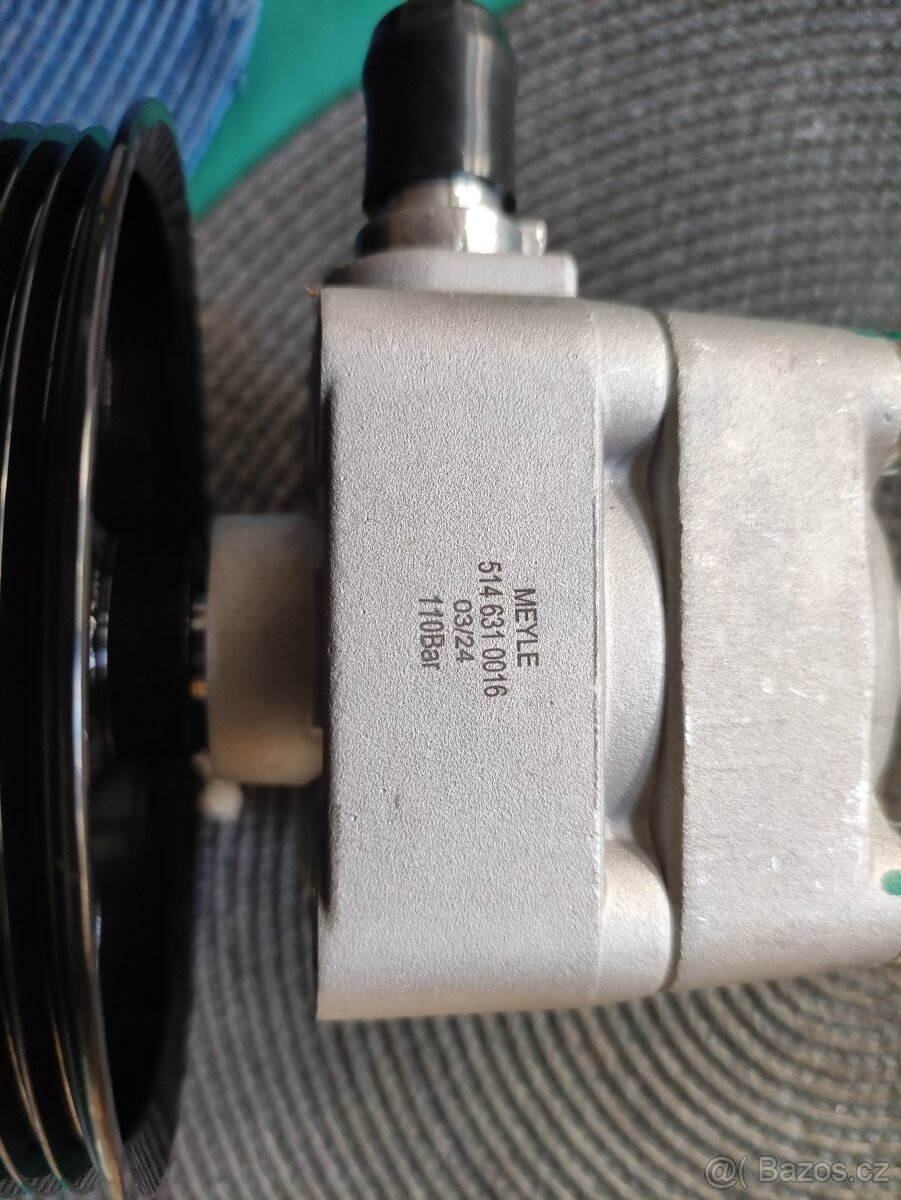 MEYLE
514 631 0016
03/24
110Bar
@( Bazos.cz